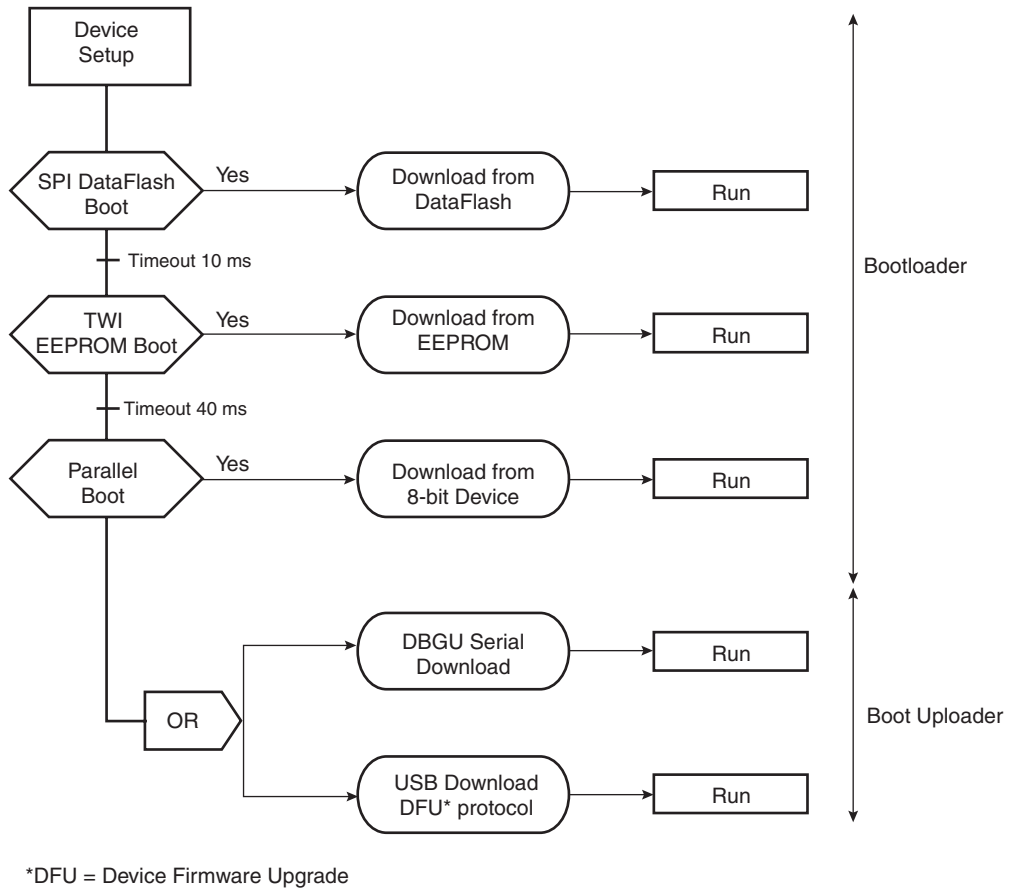 Device
Setup
SPI DataFlash
Boot
Yes
Download from
DataFlash
Run
Timeout 10 ms
Bootloader
TWI
EEPROM Boot
Yes
Download from
EEPROM
Run
Timeout 40 ms
Parallel
Boot
Yes
Download from
8-bit Device
Run
DBGU Serial
Download
Run
OR
Boot Uploader
USB Download
DFU* protocol
Run
*DFU = Device Firmware Upgrade